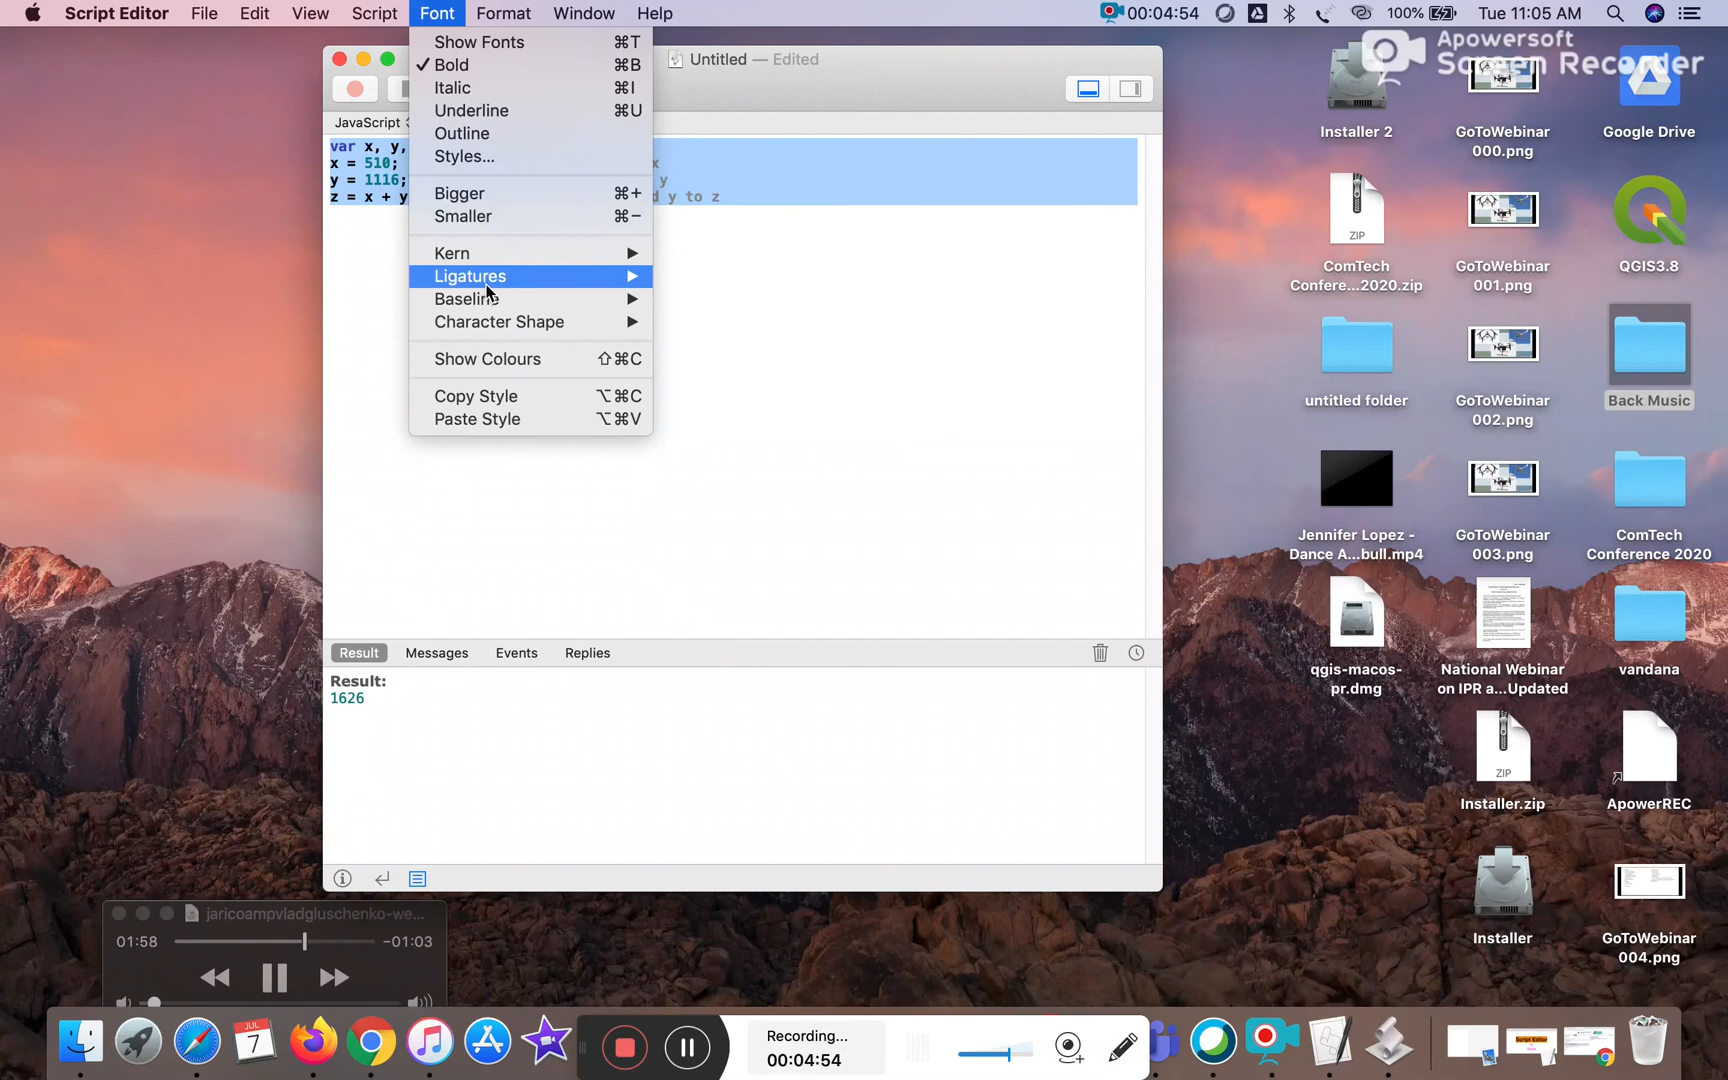 Script Editor File Edit View Script Font Format Window Help 00:04:54 100% Tue 11:05 AM
Apowersoft
Screen Recorder
Untitled — Edited
JavaScript
Show Fonts ⌘T
✓ Bold ⌘B
Italic ⌘I
Underline ⌘U
Outline
Styles...
Bigger ⌘+
Smaller ⌘−
Kern
Ligatures
Baseline
Character Shape
Show Colours ⇧⌘C
Copy Style ⌥⌘C
Paste Style ⌥⌘V
var x, y,
x = 510; x
y = 1116; y
z = x + y d y to z
Result Messages Events Replies
Result:
1626
jaricoampvladgluschenko-we...
01:58 −01:03
Installer 2
GoToWebinar
000.png
Google Drive
ZIP
ComTech
Confere...2020.zip
GoToWebinar
001.png
QGIS3.8
untitled folder
GoToWebinar
002.png
Back Music
Jennifer Lopez -
Dance A...bull.mp4
GoToWebinar
003.png
ComTech
Conference 2020
qgis-macos-
pr.dmg
National Webinar
on IPR a...Updated
vandana
ZIP
Installer.zip
ApowerREC
Installer
GoToWebinar
004.png
JUL
7
Recording...
00:04:54
Script Editor